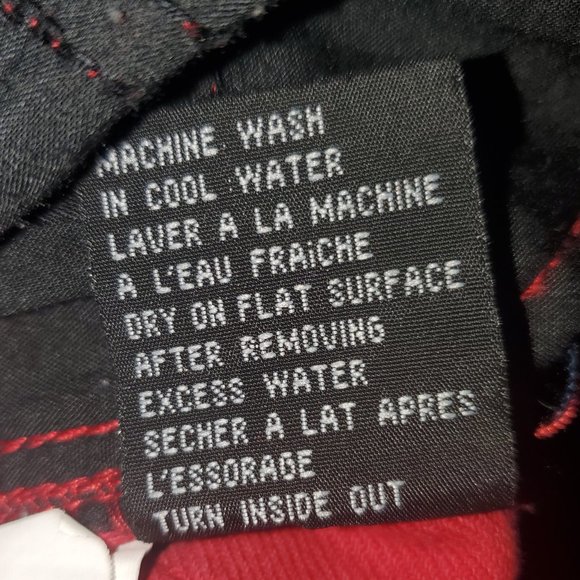 MACHINE WASH
IN COOL WATER
LAVER A LA MACHINE
A L'EAU FRAiCHE
DRY ON FLAT SURFACE
AFTER REMOVING
EXCESS WATER
SECHER A LAT APRES
L'ESSORAGE
TURN INSIDE OUT